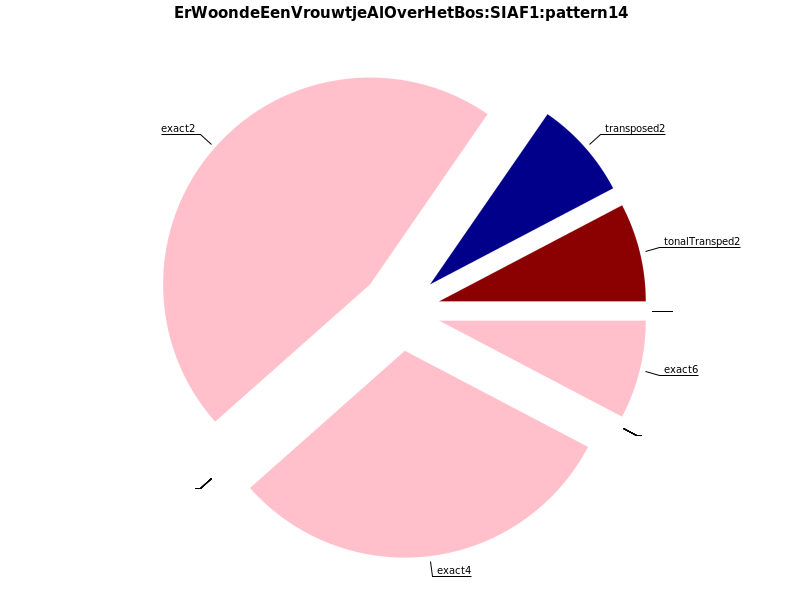 ErWoondeEenVrouwtjeAlOverHetBos:SIAF1:pattern14
exact2
transposed2
tonalTransped2
exact6
exact4